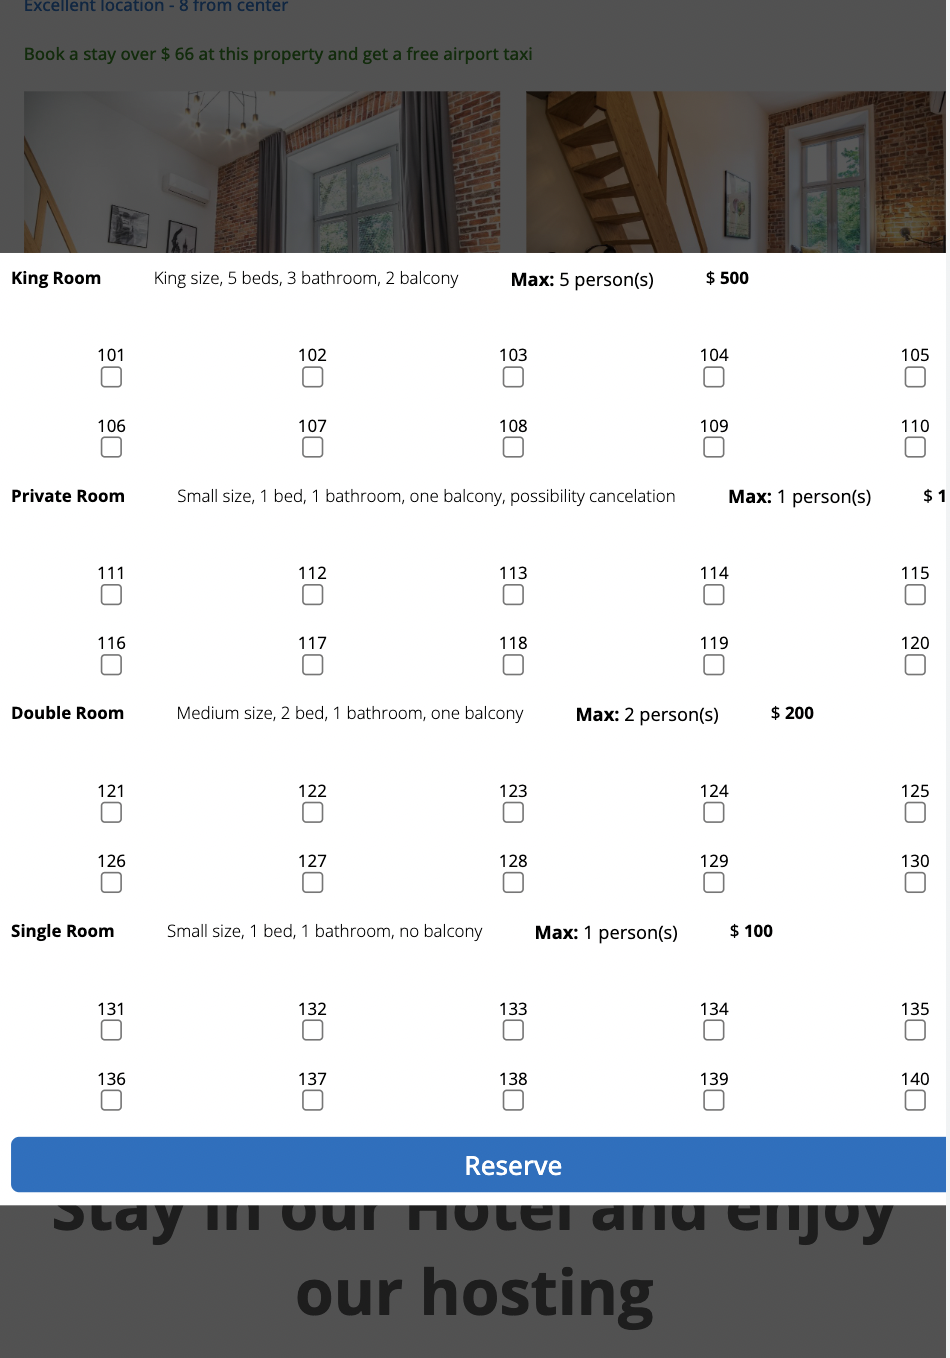 Excellent location - 8 from center
Book a stay over $ 66 at this property and get a free airport taxi
King Room King size, 5 beds, 3 bathroom, 2 balcony Max: 5 person(s) $ 500
101 102 103 104 105
106 107 108 109 110
Private Room Small size, 1 bed, 1 bathroom, one balcony, possibility cancelation Max: 1 person(s) $ 1
111 112 113 114 115
116 117 118 119 120
Double Room Medium size, 2 bed, 1 bathroom, one balcony Max: 2 person(s) $ 200
121 122 123 124 125
126 127 128 129 130
Single Room Small size, 1 bed, 1 bathroom, no balcony Max: 1 person(s) $ 100
131 132 133 134 135
136 137 138 139 140
Reserve
Stay in our Hotel and enjoy
our hosting